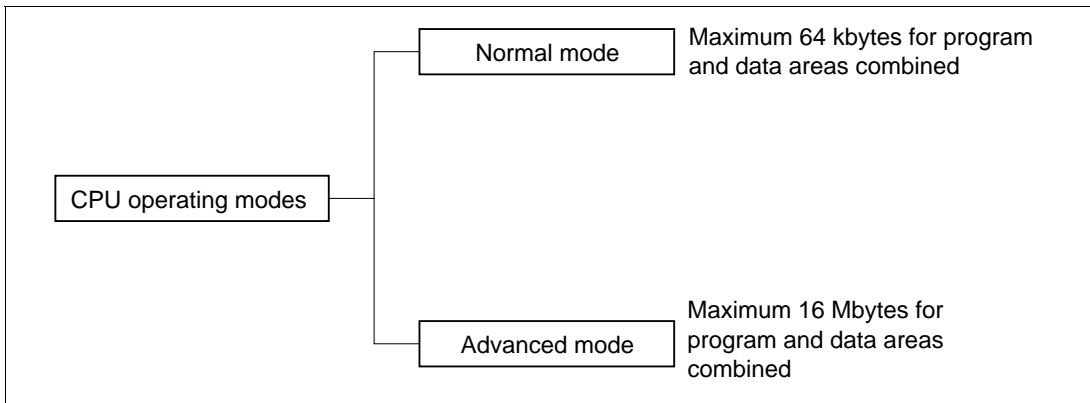 Normal mode
Maximum 64 kbytes for program
and data areas combined
CPU operating modes
Advanced mode
Maximum 16 Mbytes for
program and data areas
combined